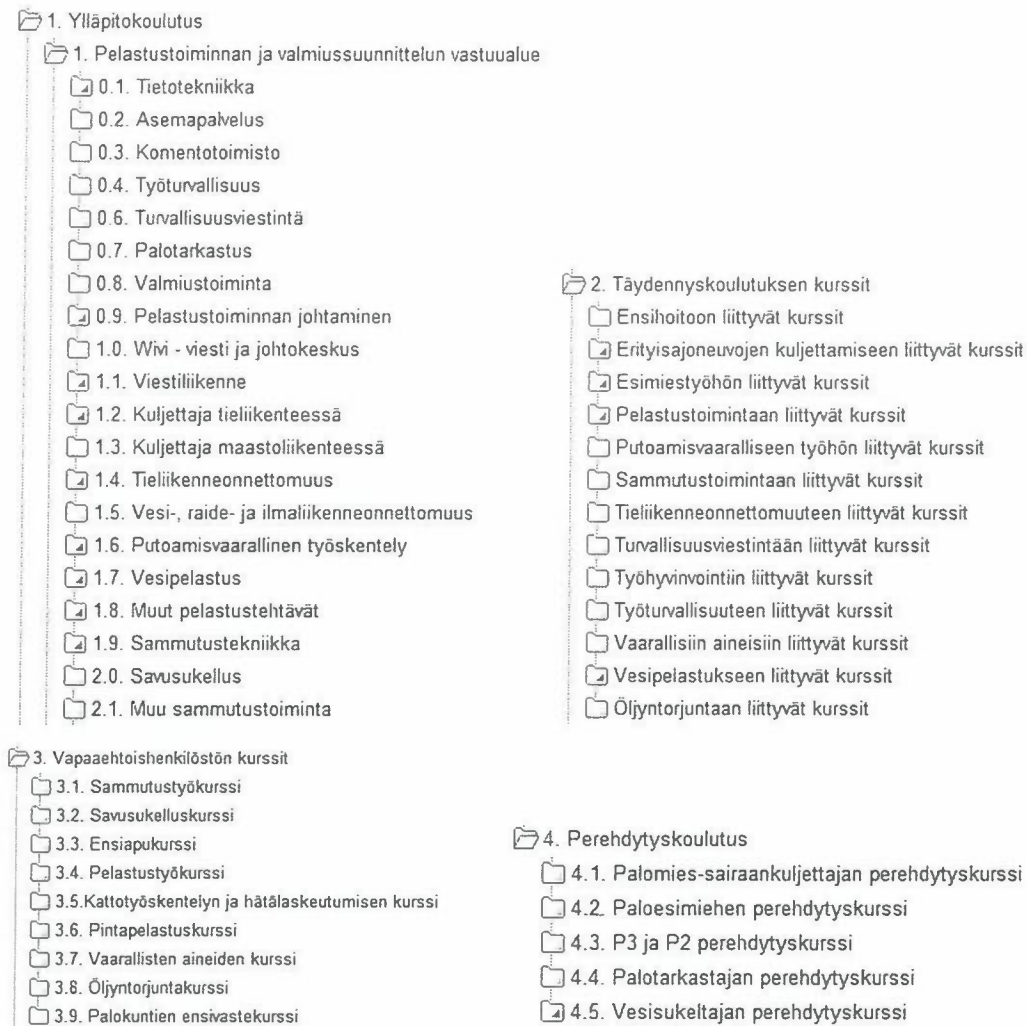 1. Ylläpitokoulutus
1. Pelastustoiminnan ja valmiussuunnittelun vastuualue
0.1. Tietotekniikka
0.2. Asemapalvelus
0.3. Komentotoimisto
0.4. Työturvallisuus
0.6. Turvallisuusviestintä
0.7. Palotarkastus
0.8. Valmiustoiminta
0.9. Pelastustoiminnan johtaminen
1.0. Wivi - viesti ja johtokeskus
1.1. Viestiliikenne
1.2. Kuljettaja tieliikenteessä
1.3. Kuljettaja maastoliikenteessä
1.4. Tieliikenneonnettomuus
1.5. Vesi-, raide- ja ilmaliikenneonnettomuus
1.6. Putoamisvaarallinen työskentely
1.7. Vesipelastus
1.8. Muut pelastustehtävät
1.9. Sammutustekniikka
2.0. Savusukellus
2.1. Muu sammutustoiminta
2. Täydennyskoulutuksen kurssit
Ensihoitoon liittyvät kurssit
Erityisajoneuvojen kuljettamiseen liittyvät kurssit
Esimiestyöhön liittyvät kurssit
Pelastustoimintaan liittyvät kurssit
Putoamisvaaralliseen työhön liittyvät kurssit
Sammutustoimintaan liittyvät kurssit
Tieliikenneonnettomuuteen liittyvät kurssit
Turvallisuusviestintään liittyvät kurssit
Työhyvinvointiin liittyvät kurssit
Työturvallisuuteen liittyvät kurssit
Vaarallisiin aineisiin liittyvät kurssit
Vesipelastukseen liittyvät kurssit
Öljyntorjuntaan liittyvät kurssit
3. Vapaaehtoishenkilöstön kurssit
3.1. Sammutustyökurssi
3.2. Savusukelluskurssi
3.3. Ensiapukurssi
3.4. Pelastustyökurssi
3.5.Kattotyöskentelyn ja hätälaskeutumisen kurssi
3.6. Pintapelastuskurssi
3.7. Vaarallisten aineiden kurssi
3.8. Öljyntorjuntakurssi
3.9. Palokuntien ensivastekurssi
4. Perehdytyskoulutus
4.1. Palomies-sairaankuljettajan perehdytyskurssi
4.2. Paloesimiehen perehdytyskurssi
4.3. P3 ja P2 perehdytyskurssi
4.4. Palotarkastajan perehdytyskurssi
4.5. Vesisukeltajan perehdytyskurssi